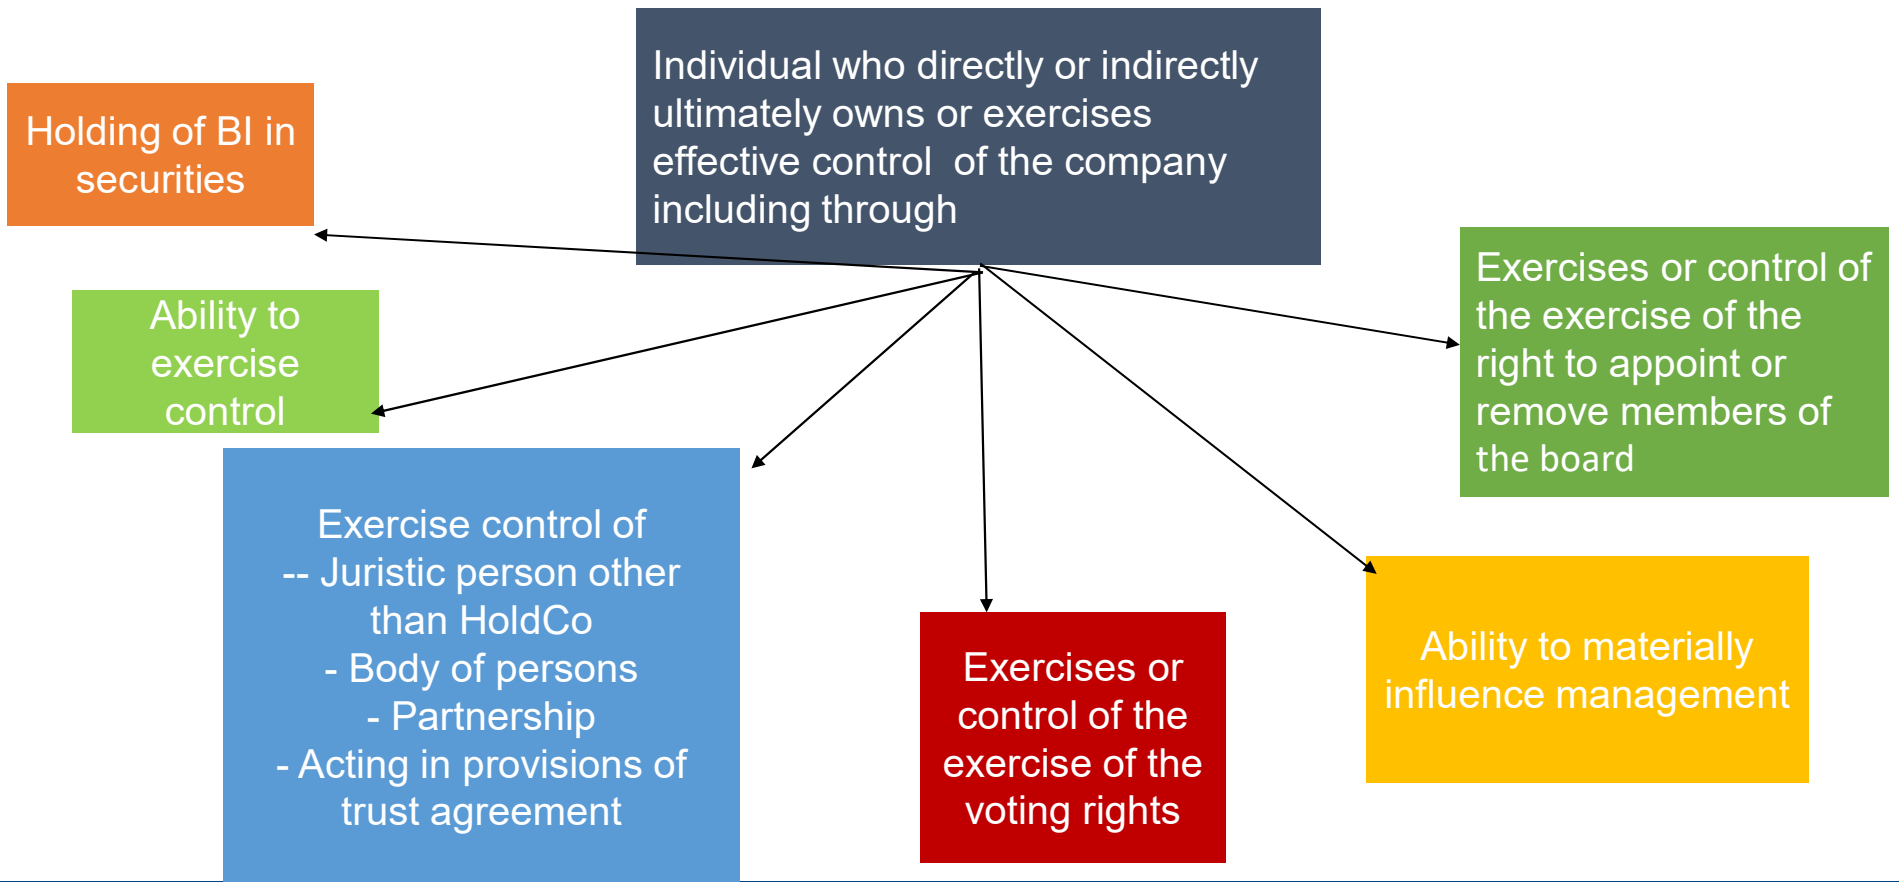 Individual who directly or indirectly
ultimately owns or exercises
effective control  of the company
including through
Holding of BI in
securities
Ability to
exercise
control
Exercise control of
-- Juristic person other
than HoldCo
- Body of persons
- Partnership
- Acting in provisions of
trust agreement
Exercises or
control of the
exercise of the
voting rights
Ability to materially
influence management
Exercises or control of
the exercise of the
right to appoint or
remove members of
the board